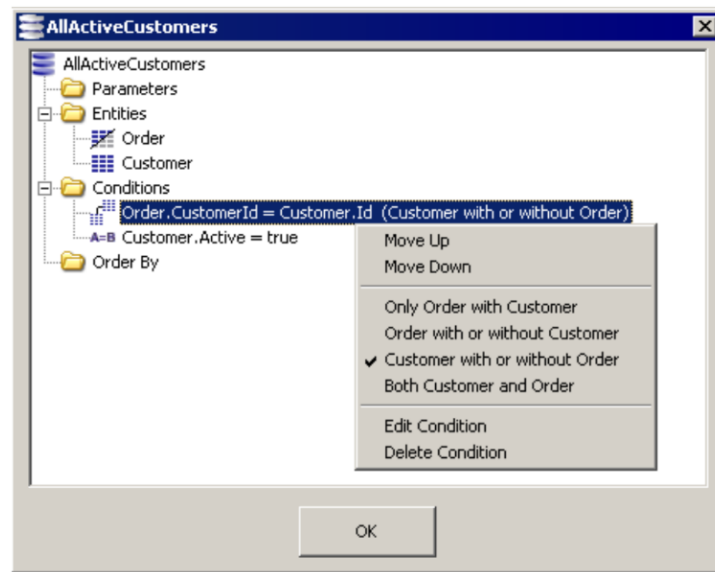 AllActiveCustomers
AllActiveCustomers
Parameters
Entities
Order
Customer
Conditions
Order.CustomerId = Customer.Id (Customer with or without Order)
A=B Customer.Active = true
Order By
Move Up
Move Down
Only Order with Customer
Order with or without Customer
Customer with or without Order
Both Customer and Order
Edit Condition
Delete Condition
OK